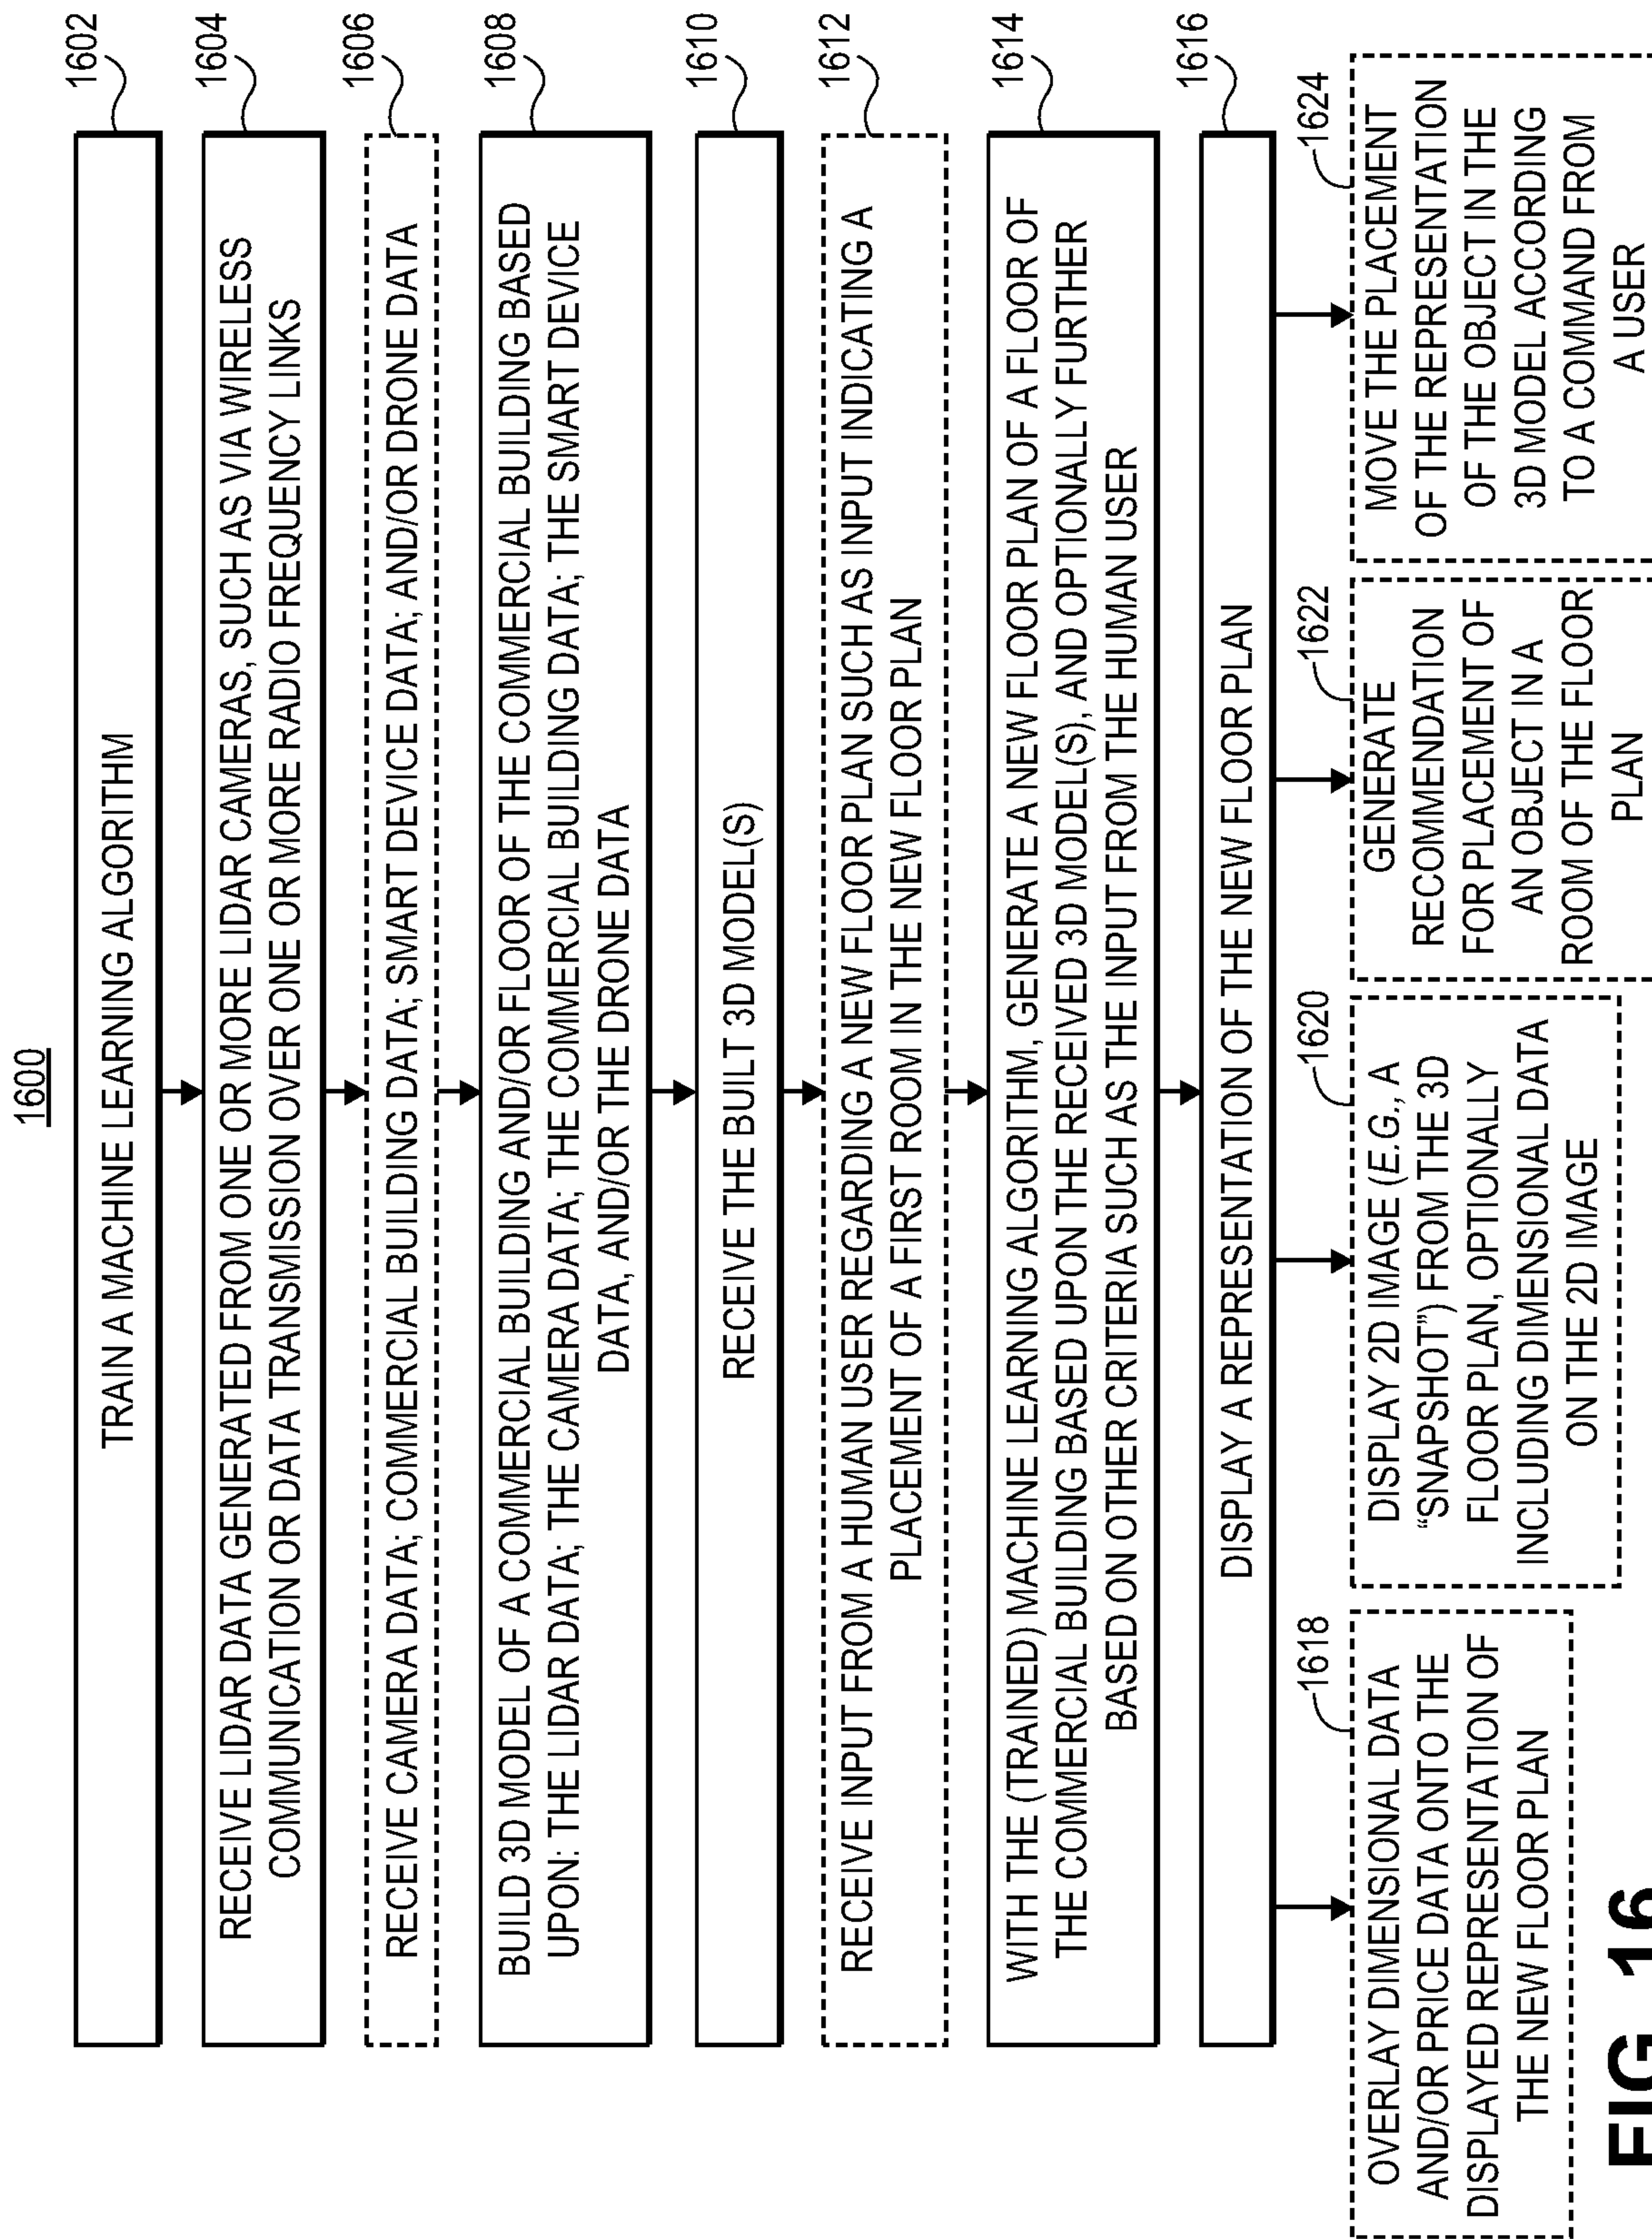 1600
TRAIN A MACHINE LEARNING ALGORITHM
1602
RECEIVE LIDAR DATA GENERATED FROM ONE OR MORE LIDAR CAMERAS, SUCH AS VIA WIRELESS
COMMUNICATION OR DATA TRANSMISSION OVER ONE OR MORE RADIO FREQUENCY LINKS
1604
RECEIVE CAMERA DATA; COMMERCIAL BUILDING DATA; SMART DEVICE DATA; AND/OR DRONE DATA
1606
BUILD 3D MODEL OF A COMMERCIAL BUILDING AND/OR FLOOR OF THE COMMERCIAL BUILDING BASED
UPON: THE LIDAR DATA; THE CAMERA DATA; THE COMMERCIAL BUILDING DATA; THE SMART DEVICE
DATA, AND/OR THE DRONE DATA
1608
RECEIVE THE BUILT 3D MODEL(S)
1610
RECEIVE INPUT FROM A HUMAN USER REGARDING A NEW FLOOR PLAN SUCH AS INPUT INDICATING A
PLACEMENT OF A FIRST ROOM IN THE NEW FLOOR PLAN
1612
WITH THE (TRAINED) MACHINE LEARNING ALGORITHM, GENERATE A NEW FLOOR PLAN OF A FLOOR OF
THE COMMERCIAL BUILDING BASED UPON THE RECEIVED 3D MODEL(S), AND OPTIONALLY FURTHER
BASED ON OTHER CRITERIA SUCH AS THE INPUT FROM THE HUMAN USER
1614
DISPLAY A REPRESENTATION OF THE NEW FLOOR PLAN
1616
1618
OVERLAY DIMENSIONAL DATA
AND/OR PRICE DATA ONTO THE
DISPLAYED REPRESENTATION OF
THE NEW FLOOR PLAN
1620
DISPLAY 2D IMAGE (E.G., A
“SNAPSHOT”) FROM THE 3D
FLOOR PLAN, OPTIONALLY
INCLUDING DIMENSIONAL DATA
ON THE 2D IMAGE
1622
GENERATE
RECOMMENDATION
FOR PLACEMENT OF
AN OBJECT IN A
ROOM OF THE FLOOR
PLAN
1624
MOVE THE PLACEMENT
OF THE REPRESENTATION
OF THE OBJECT IN THE
3D MODEL ACCORDING
TO A COMMAND FROM
A USER
FIG. 16